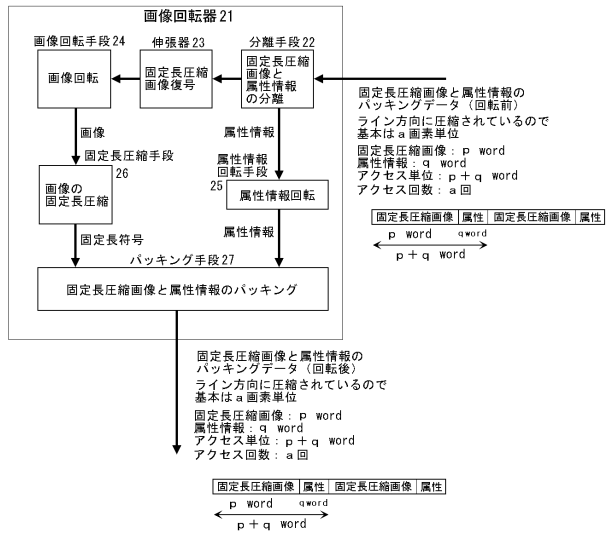 画像回転器21
画像回転手段24
伸張器23
分離手段22
画像回転
固定長圧縮
画像復号
固定長圧縮
画像と
属性情報
の分離
固定長圧縮画像と属性情報の
パッキングデータ（回転前）
ライン方向に圧縮されているので
基本はａ画素単位
固定長圧縮画像：ｐ word
属性情報：ｑ word
アクセス単位：ｐ＋ｑ word
アクセス回数：ａ回
画像
属性情報
固定長圧縮手段
26
属性情報
回転手段
25
画像の
固定長圧縮
属性情報回転
固定長圧縮画像 属性 固定長圧縮画像 属性
ｐ word ｑword
ｐ＋ｑ word
固定長符号
属性情報
パッキング手段27
固定長圧縮画像と属性情報のパッキング
固定長圧縮画像と属性情報の
パッキングデータ（回転後）
ライン方向に圧縮されているので
基本はａ画素単位
固定長圧縮画像：ｐ word
属性情報：ｑ word
アクセス単位：ｐ＋ｑ word
アクセス回数：ａ回
固定長圧縮画像 属性 固定長圧縮画像 属性
ｐ word ｑword
ｐ＋ｑ word